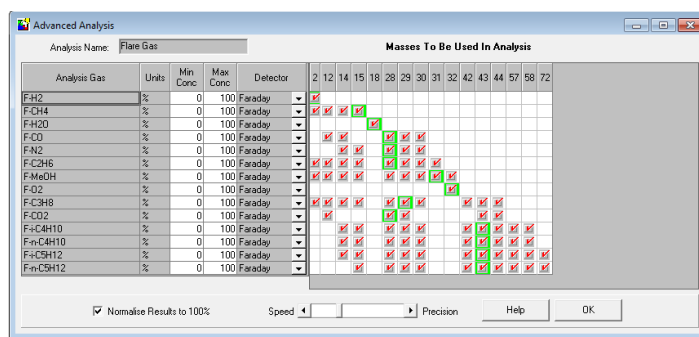 Advanced Analysis
Analysis Name: Flare Gas Masses To Be Used In Analysis
Analysis Gas Units Min Conc Max Conc Detector 2 12 14 15 18 28 29 30 31 32 42 43 44 57 58 72
F-H2 % 0 100 Faraday
F-CH4 % 0 100 Faraday
F-H2O % 0 100 Faraday
F-CO % 0 100 Faraday
F-N2 % 0 100 Faraday
F-C2H6 % 0 100 Faraday
F-MeOH % 0 100 Faraday
F-O2 % 0 100 Faraday
F-C3H8 % 0 100 Faraday
F-CO2 % 0 100 Faraday
F-i-C4H10 % 0 100 Faraday
F-n-C4H10 % 0 100 Faraday
F-i-C5H12 % 0 100 Faraday
F-n-C5H12 % 0 100 Faraday
Normalise Results to 100% Speed Precision Help OK